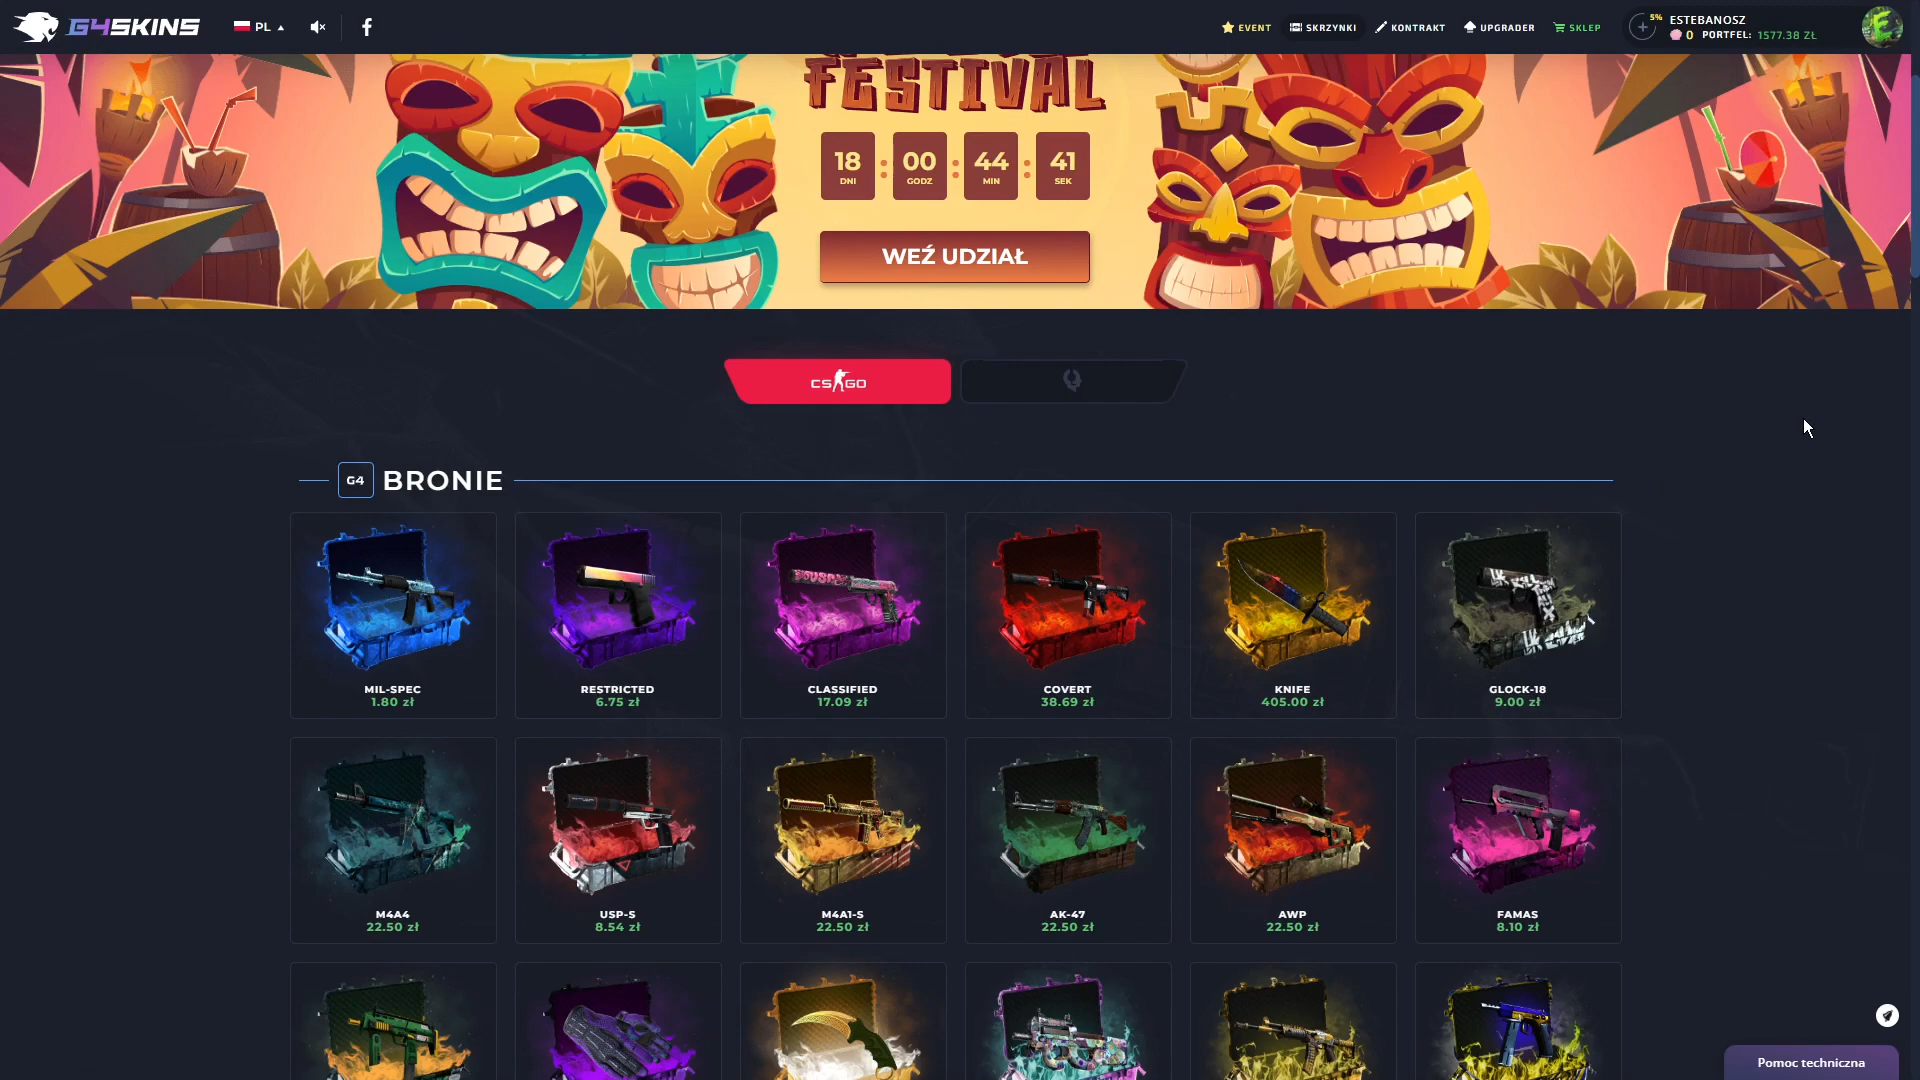 G4SKINS
PL
EVENT
SKRZYNKI
KONTRAKT
UPGRADER
SKLEP
5%
ESTEBANOSZ
0 PORTFEL: 1577.38 ZŁ
FESTIVAL
18 : 00 : 44 : 41
DNI GODZ MIN SEK
WEŹ UDZIAŁ
CS GO
G4 BRONIE
MIL-SPEC
1.80 zł
RESTRICTED
6.75 zł
CLASSIFIED
17.09 zł
COVERT
38.69 zł
KNIFE
405.00 zł
GLOCK-18
9.00 zł
M4A4
22.50 zł
USP-S
8.54 zł
M4A1-S
22.50 zł
AK-47
22.50 zł
AWP
22.50 zł
FAMAS
8.10 zł
Pomoc techniczna